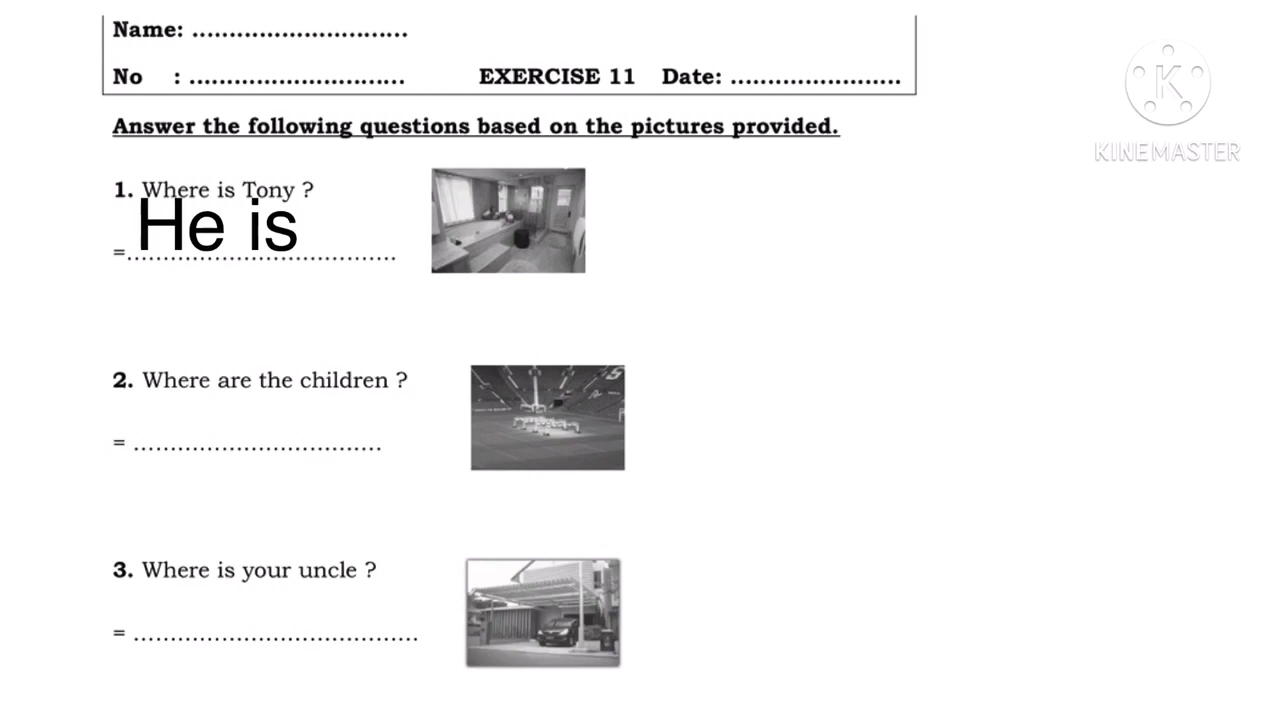 Name: .............................
No : ............................. EXERCISE 11 Date: .......................
Answer the following questions based on the pictures provided.
1. Where is Tony ?
He is
=.....................................
2. Where are the children ?
= ..................................
3. Where is your uncle ?
= .......................................
KINEMASTER